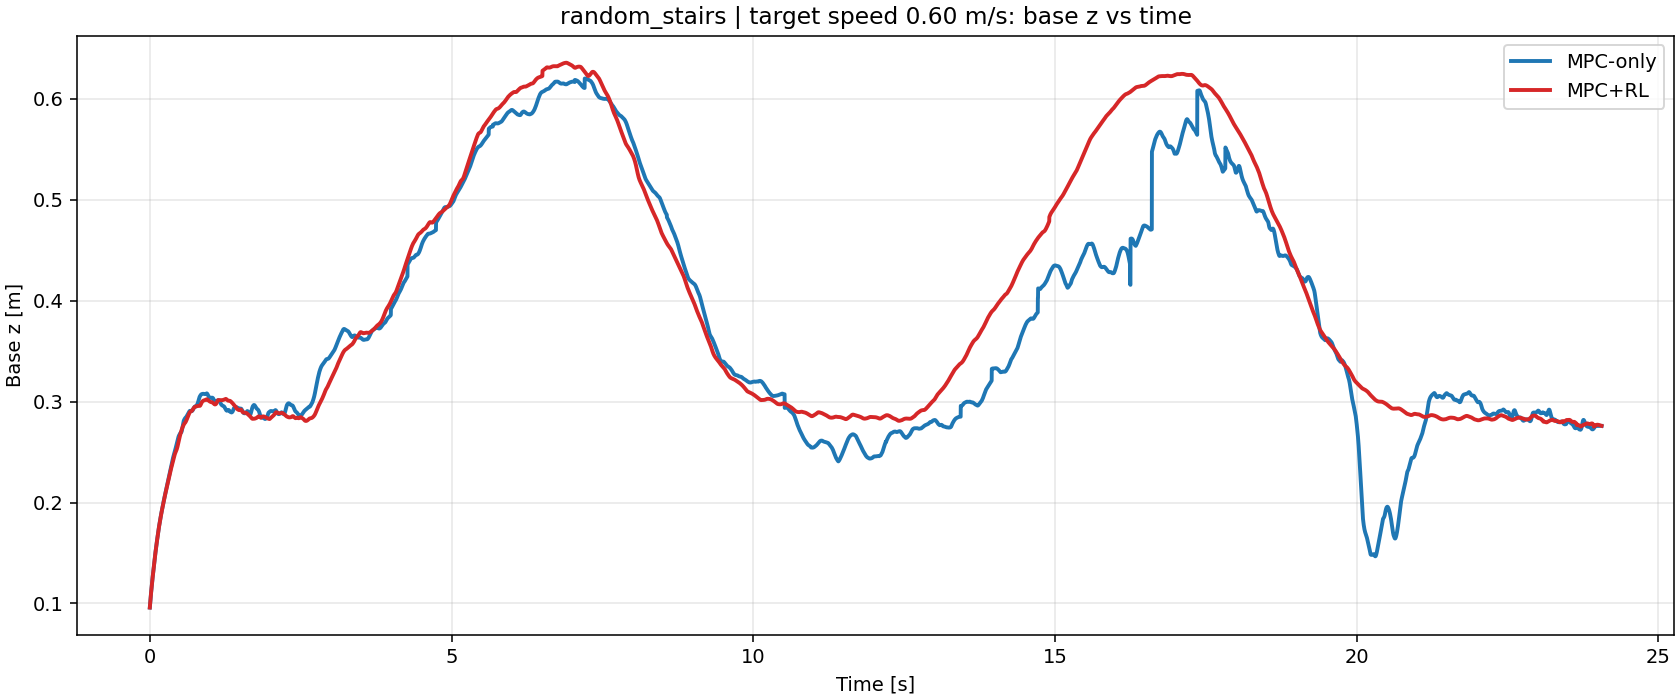 random_stairs | target speed 0.60 m/s: base z vs time
MPC-only
MPC+RL
Base z [m]
0.6
0.5
0.4
0.3
0.2
0.1
0
5
10
15
20
25
Time [s]